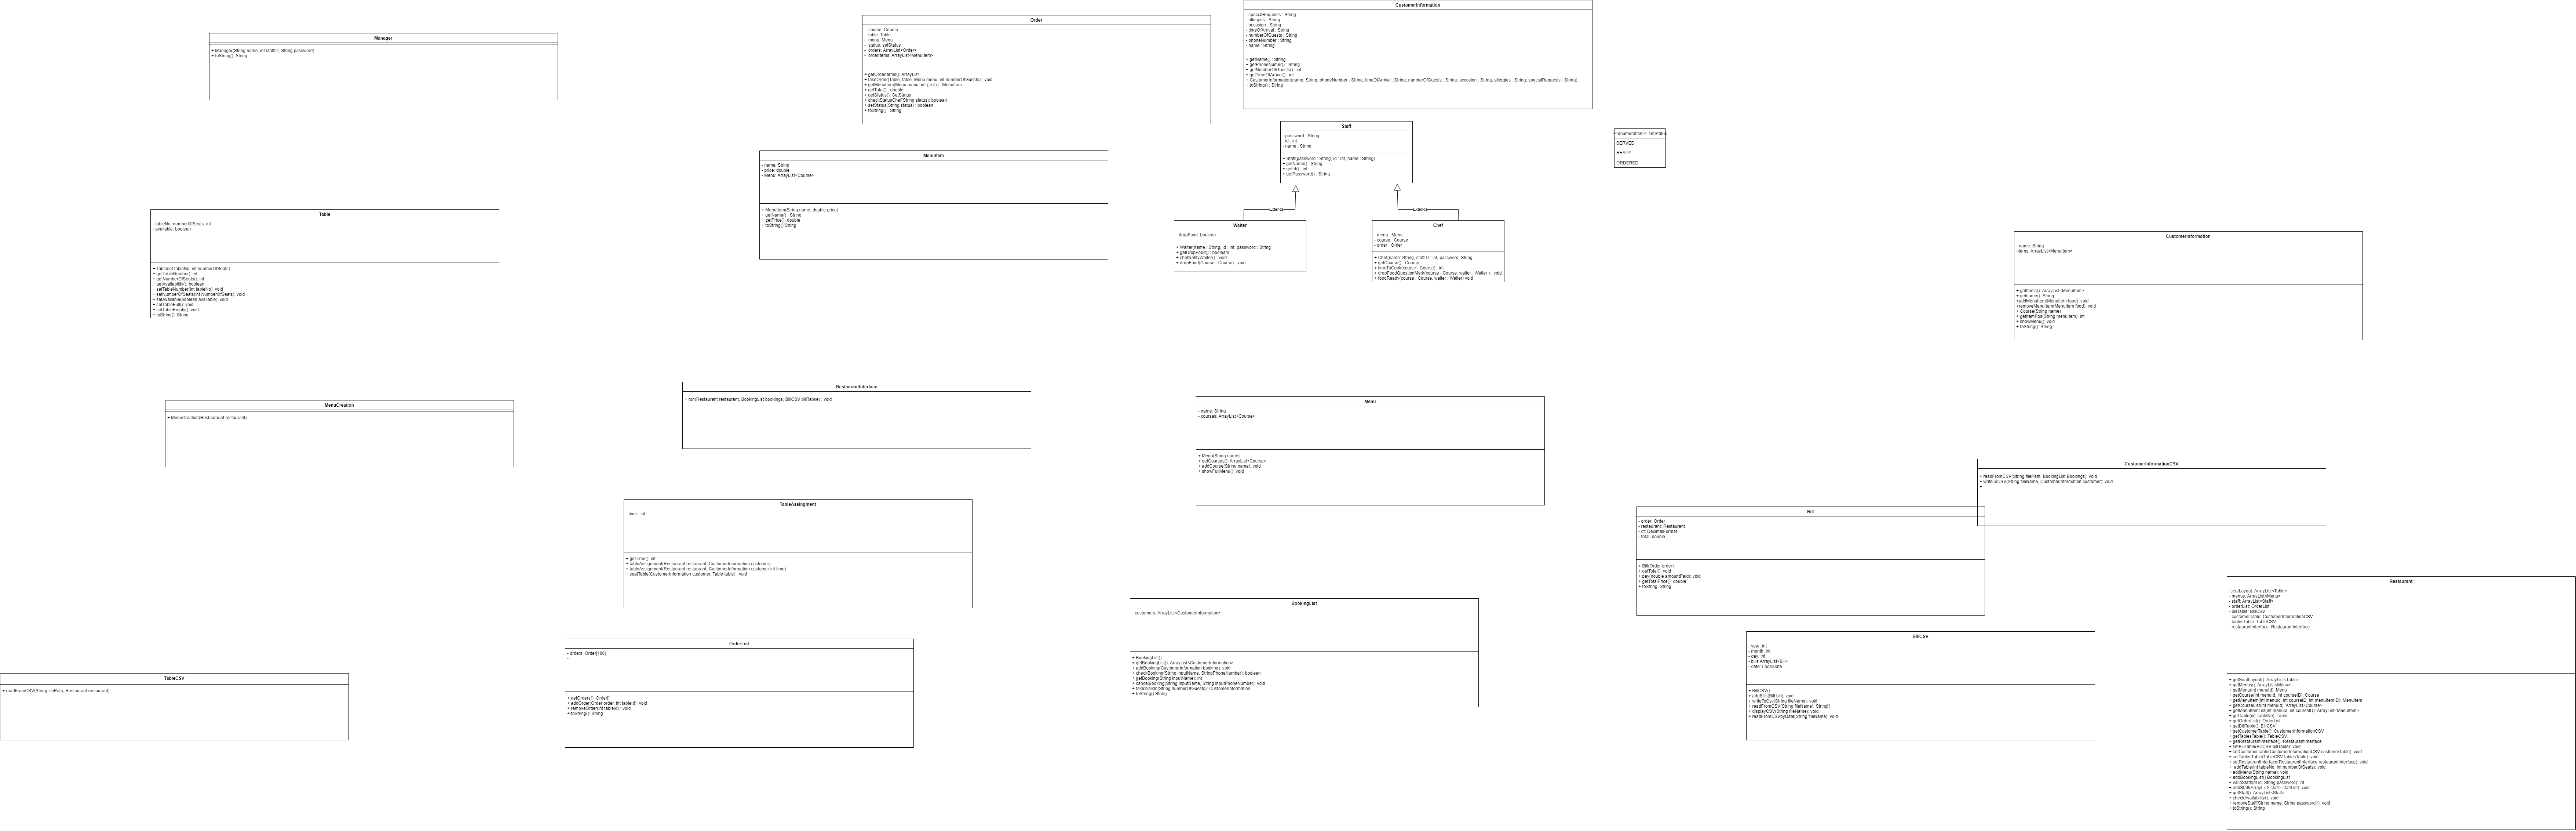 Manager
+ Manager(String name, int staffID, String password)
+ toString(): String
Order
- course: Course
- table: Table
- menu: Menu
- status: setStatus
- orders: ArrayList<Order>
- orderItems: ArrayList<MenuItem>
+ getOrderItems(): ArrayList
+ takeOrder(Table, table, Menu menu, int numberOfGuests) : void
+ getMenuItem(Menu menu, int j, int i) : MenuItem
+ getTotal() : double
+ getStatus(): SetStatus
+ checkStatusChef(String status): boolean
+ setStatus(String status) : boolean
+ toString() : String
CustomerInformation
- specialRequests : String
- allergies : String
- occasion : String
- timeOfArrival : String
- numberOfGuests : String
- phoneNumber : String
- name : String
+ getName() : String
+ getPhoneNumer() : String
+ getNumberOfGuests() : int
+ getTimeOfArrival() : int
+ CustomerInformation(name: String, phoneNumber : String, timeOfArrival : String, numberOfGuests : String, occasion : String, allergies : String, specialRequests : String)
+ toString() : String
Staff
- password : String
- id : int
- name : String
+ Staff(password : String, id : int, name : String)
+ getName() : String
+ getId() : int
+ getPassword() : String
<<enumeration>> setStatus
SERVED
READY
ORDERED
MenuItem
- name: String
- price: double
- Menu: ArrayList<Course>
+ MenuItem(String name, double price)
+ getName() : String
+ getPrice(): double
+ toString() String
Extends
Extends
Table
- tableNo, numberOfSeats: int
- available: boolean
+ Table(int tableNo, int numberOfSeats)
+ getTableNumber(): int
+ getNumberOfSeats(): int
+ getAvailability(): boolean
+ setTableNumber(int tableNo): void
+ setNumberOfSeats(int NumberOfSeats): void
+ setAvailable(boolean available): void
+ setTableFull(): void
+ setTableEmpty(): void
+ toString(): String
Waiter
- dropFood: boolean
+ Waiter(name : String, id : int, password : String
+ getDropFood() : booleam
+ chefNotifyWaiter() : void
+ dropFood(Course : Course) : void
Chef
- menu : Menu
- course : Course
- order : Order
+ Chef(name: String, staffID : int, password, String
+ getCourse() : Course
+ timeToCook(course : Course) : int
+ dropFoodQuestionMark(course : Course, waiter : Waiter ) : void
+ foodReady(course : Course, waiter : Waiter) void
CustomerInformation
- name: String
-items: ArrayList<MenuItem>
+ getItems(): ArrayList<MenuItem>
+ getname(): String
+addMenuItem(MenuItem food): void
+removeMenuItem(MenuItem food): void
+ Course(String name)
+ getItemPos(String menuItem): int
+ showMenu(): void
+ toString(): String
MenuCreation
+ MenuCreation(Restauraunt restaurant)
RestaurantInterface
+ run(Restaurant restaurant, BookingList bookings, BillCSV billTable) : void
Menu
- name: String
- courses: ArrayList<Course>
+ Menu(String name)
+ getCourses(): ArrayList<Course>
+ addCourse(String name): void
+ showFullMenu(): void
CustomerInformationCSV
+ readFromCSV(String filePath, BookingList Bookings): void
+ writeToCSV(String fileName, CustomerInformation customer): void
+
TableAssingment
- time : int
+ getTime(): int
+ tableAssignment(Restaurant restaurant, CustomerInformation customer)
+ tableAssignment(Restaurant restaurant, CustomerInformation customer int time)
+ seatTable(CustomerInformation customer, Table table) : void
Bill
- order: Order
- restaurant: Restaurant
- df: DecimalFormat
- total: double
+ Bill(Order order)
+ getTotal(): void
+ pay(double amountPaid): void
+ getTotalPrice(): double
+ toString: String
BookingList
- customers: ArrayList<CustomerInformation>
+ BookingList()
+ getBookingList(): ArrayList<CustomerInformation>
+ addBooking(CustomerInformation booking): void
+ checkBooking(String inputName, StringPhoneNumber): boolean
+ getBooking(String inputName): int
+ cancelBooking(String inputName, String inputPhoneNumber): void
+ takeWalkIn(String numberOfGuests): CustomerInformation
+ toString() String
Restaurant
-seatLayout: ArrayList<Table>
- menus: ArrayList<Menu>
- staff: ArrayList<Staff>
- orderList: OrderList
- billTable: BillCSV
- customerTable: CustomerInformationCSV
- tablesTable: TableCSV
- restaurantInterface: RestaurantInterface
+ getSeatLayout(): ArrayList<Table>
+ getMenus(): ArrayList<Menu>
+ getMenu(int menuId): Menu
+ getCourse(int menuId, int courseID): Course
+ getMenuItem(int menuId, int courseID, int menuitemID): MenuItem
+ getCourseList(int menuId): ArrayList<Course>
+ getMenuItemList(int menuId, int courseID): ArrayList<MenuItem>
+ getTable(int TableNo): Table
+ getOrderList(): OrderList
+ getBillTable(): BillCSV
+ getCustomerTable(): CustomerInformationCSV
+ getTablesTable(): TableCSV
+ getRestaurantInterface(): RestaurantInterface
+ setBillTable(BillCSV billTable): void
+ setCustomerTable(CustomerInformationCSV customerTable): void
+ setTablesTable(TableCSV tablesTable): void
+ setRestaurantInterface(RestaurantInterface restaurantInterface): void
+ addTable(int tableNo, int numberOfSeats): void
+ addMenu(String name): void
+ addBookingList() BookingList
+ validStaff(int id, String password): int
+ addStaff(ArrayList<staff> staffList): void
+ getStaff(): ArrayList<Staff>
+ checkAvailability(): void
+ removeStaff(String name, String password1): void
+ toString(): String
BillCSV
- year: int
- month: int
- day: int
- bills ArrayList<Bill>
- date: LocalDate
+ BillCSV()
+ addBills(Bill bill): void
+ writeToCsv(String fileName): void
+ readFromCSV(String fileName): String[]
+ displayCSV(String fileName): void
+ readFromCSVbyDate(String fileName): void
OrderList
- orders: Order[100]
-
+ getOrders(): Order[]
+ addOrder(Order order, int tableId): void
+ removeOrder(int tableId) : void
+ toString(): String
TableCSV
+ readFromCSV(String filePath, Restaurant restaurant)